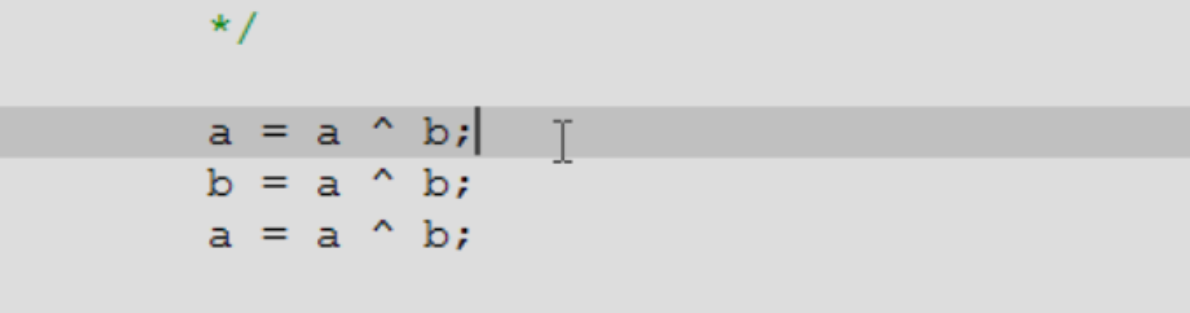 */
a = a ^ b;
b = a ^ b;
a = a ^ b;